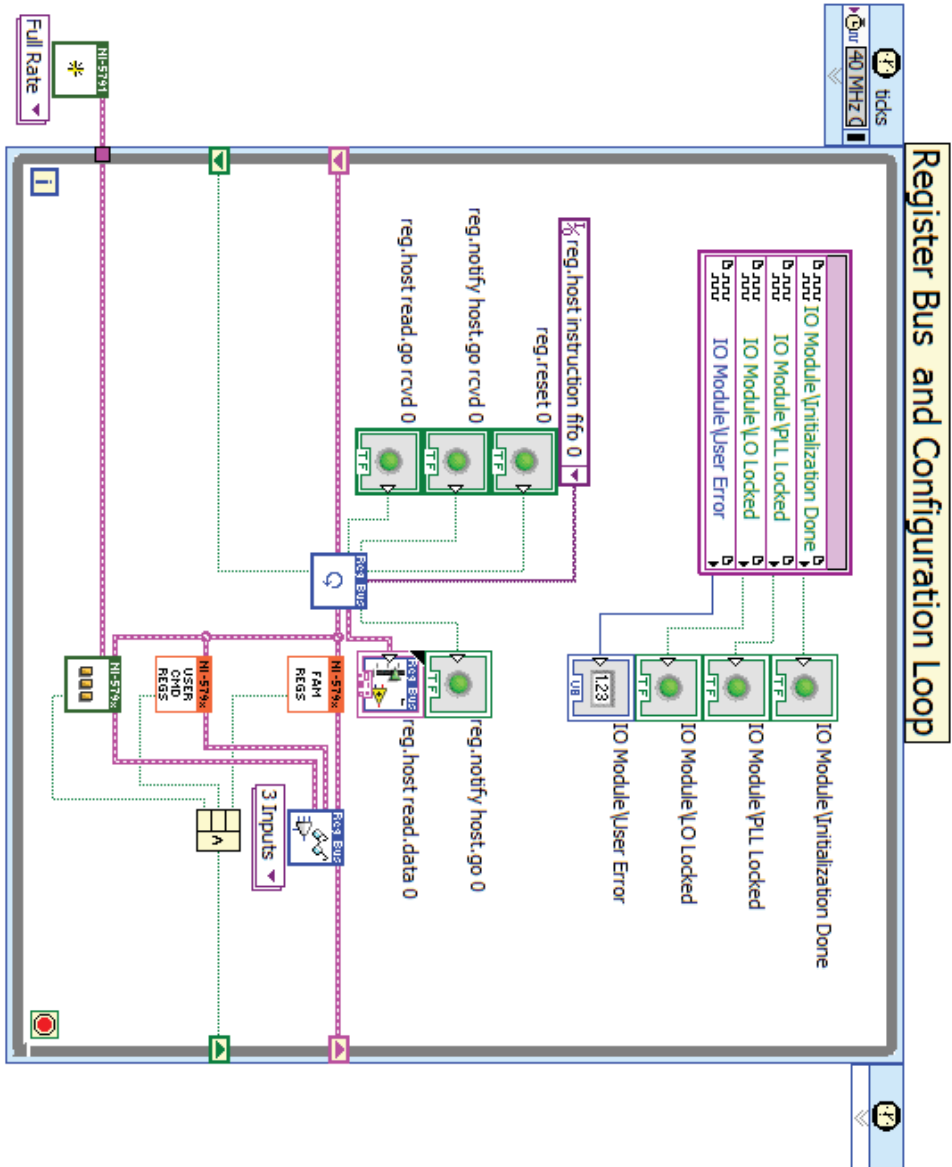 Register Bus and Configuration Loop
ticks
40 MHz C
IO Module\Initialization Done
IO Module\PLL Locked
IO Module\LO Locked
IO Module\User Error
IO Module\Initialization Done
TF
IO Module\PLL Locked
TF
IO Module\LO Locked
TF
IO Module\User Error
123
U8
reg.host instruction fifo 0
reg.reset 0
TF
reg.notify host.go rcvd 0
TF
reg.host read.go rcvd 0
TF
reg.notify host.go 0
TF
Reg Bus
reg.host read.data 0
Reg Bus
NI-579x
FAM
REGS
Reg Bus
3 Inputs
NI-579x
USER
CMD
REGS
A
NI-5791
Full Rate
NI-579x
i